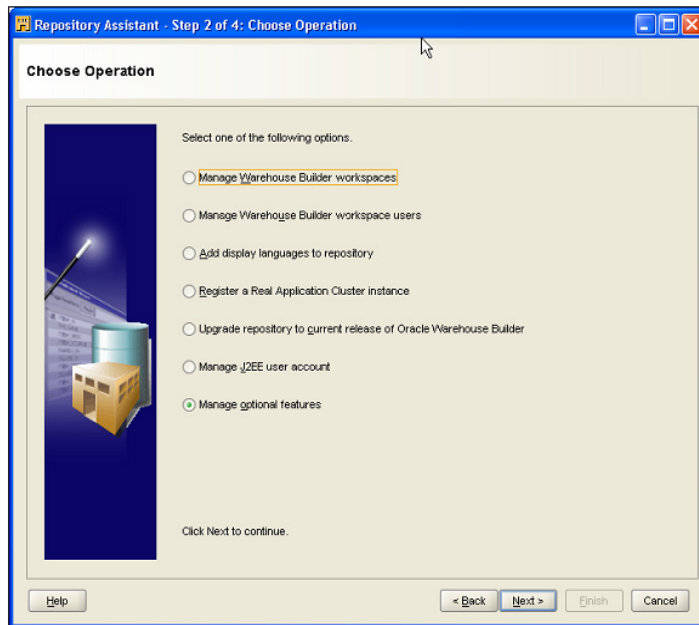 Repository Assistant - Step 2 of 4: Choose Operation
Choose Operation
Select one of the following options.
Manage Warehouse Builder workspaces
Manage Warehouse Builder workspace users
Add display languages to repository
Register a Real Application Cluster instance
Upgrade repository to current release of Oracle Warehouse Builder
Manage J2EE user account
Manage optional features
Click Next to continue.
Help
< Back
Next >
Finish
Cancel